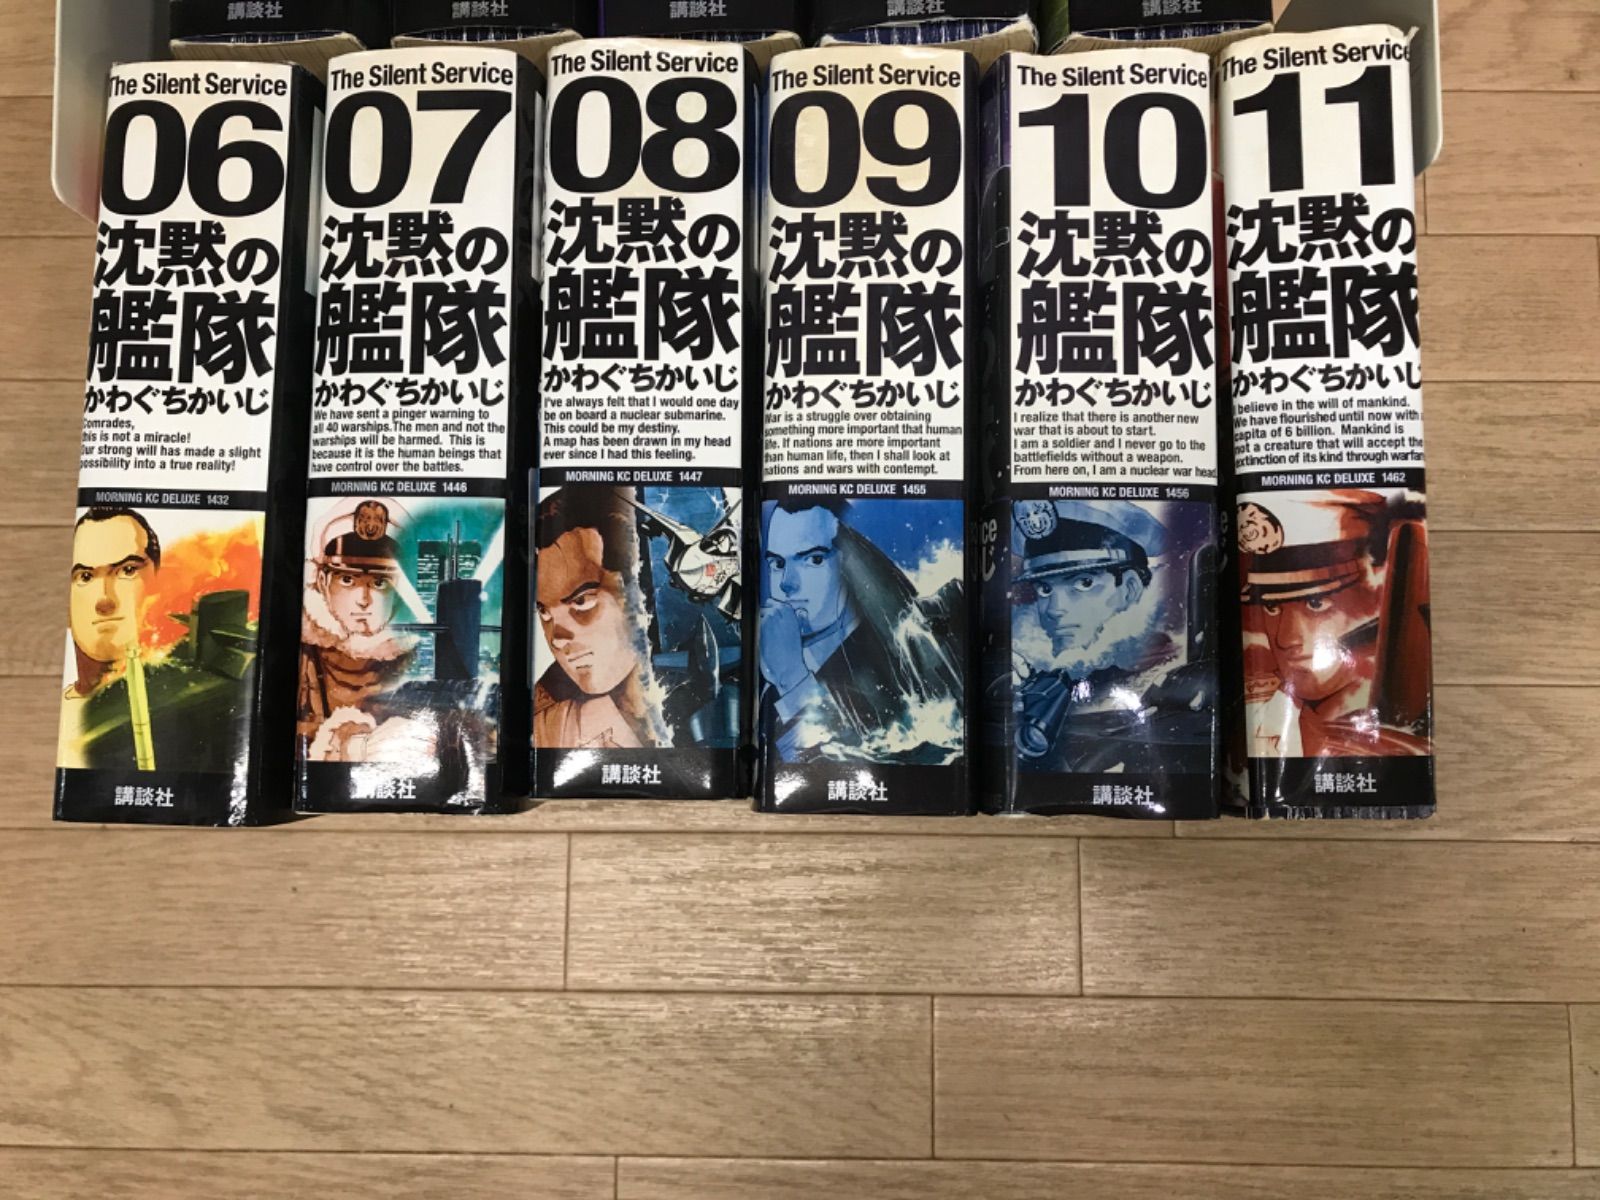 講談社
講談社
講談社
講談社
講談社
The Silent Service
06
沈黙の
艦隊
かわぐちかいじ
Comrades,
this is not a miracle!
Our strong will has made a slight
possibility into a true reality!
MORNING KC DELUXE 1432
講談社
The Silent Service
07
沈黙の
艦隊
かわぐちかいじ
We have sent a pinger warning to
all 40 warships.The men and not the
warships will be harmed. This is
because it is the human beings that
have control over the battles.
MORNING KC DELUXE 1446
講談社
The Silent Service
08
沈黙の
艦隊
かわぐちかいじ
I've always felt that I would one day
be on board a nuclear submarine.
This could be my destiny.
A map has been drawn in my head
ever since I had this feeling.
MORNING KC DELUXE 1447
講談社
The Silent Service
09
沈黙の
艦隊
かわぐちかいじ
War is a struggle over obtaining
something more important that human
life. If nations are more important
than human life, then I shall look at
nations and wars with contempt.
MORNING KC DELUXE 1455
講談社
The Silent Service
10
沈黙の
艦隊
かわぐちかいじ
I realize that there is another new
war that is about to start.
I am a soldier and I never go to the
battlefields without a weapon.
From here on, I am a nuclear war head
MORNING KC DELUXE 1456
講談社
The Silent Service
11
沈黙の
艦隊
かわぐちかいじ
I believe in the will of mankind.
We have flourished until now with
capita of 6 billion. Mankind is
not a creature that will accept the
extinction of its kind through warfar
MORNING KC DELUXE 1462
講談社